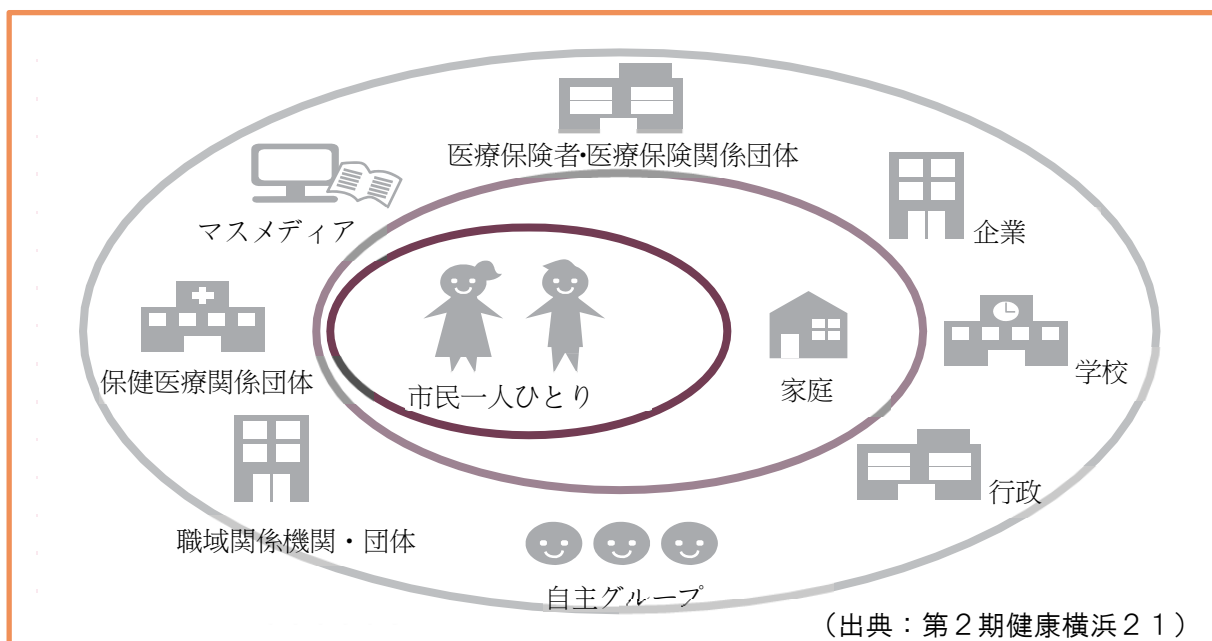 医療保険者・医療保険関係団体
マスメディア
企業
保健医療関係団体
市民一人ひとり
家庭
学校
職域関係機関・団体
行政
自主グループ
（出典：第２期健康横浜２１）